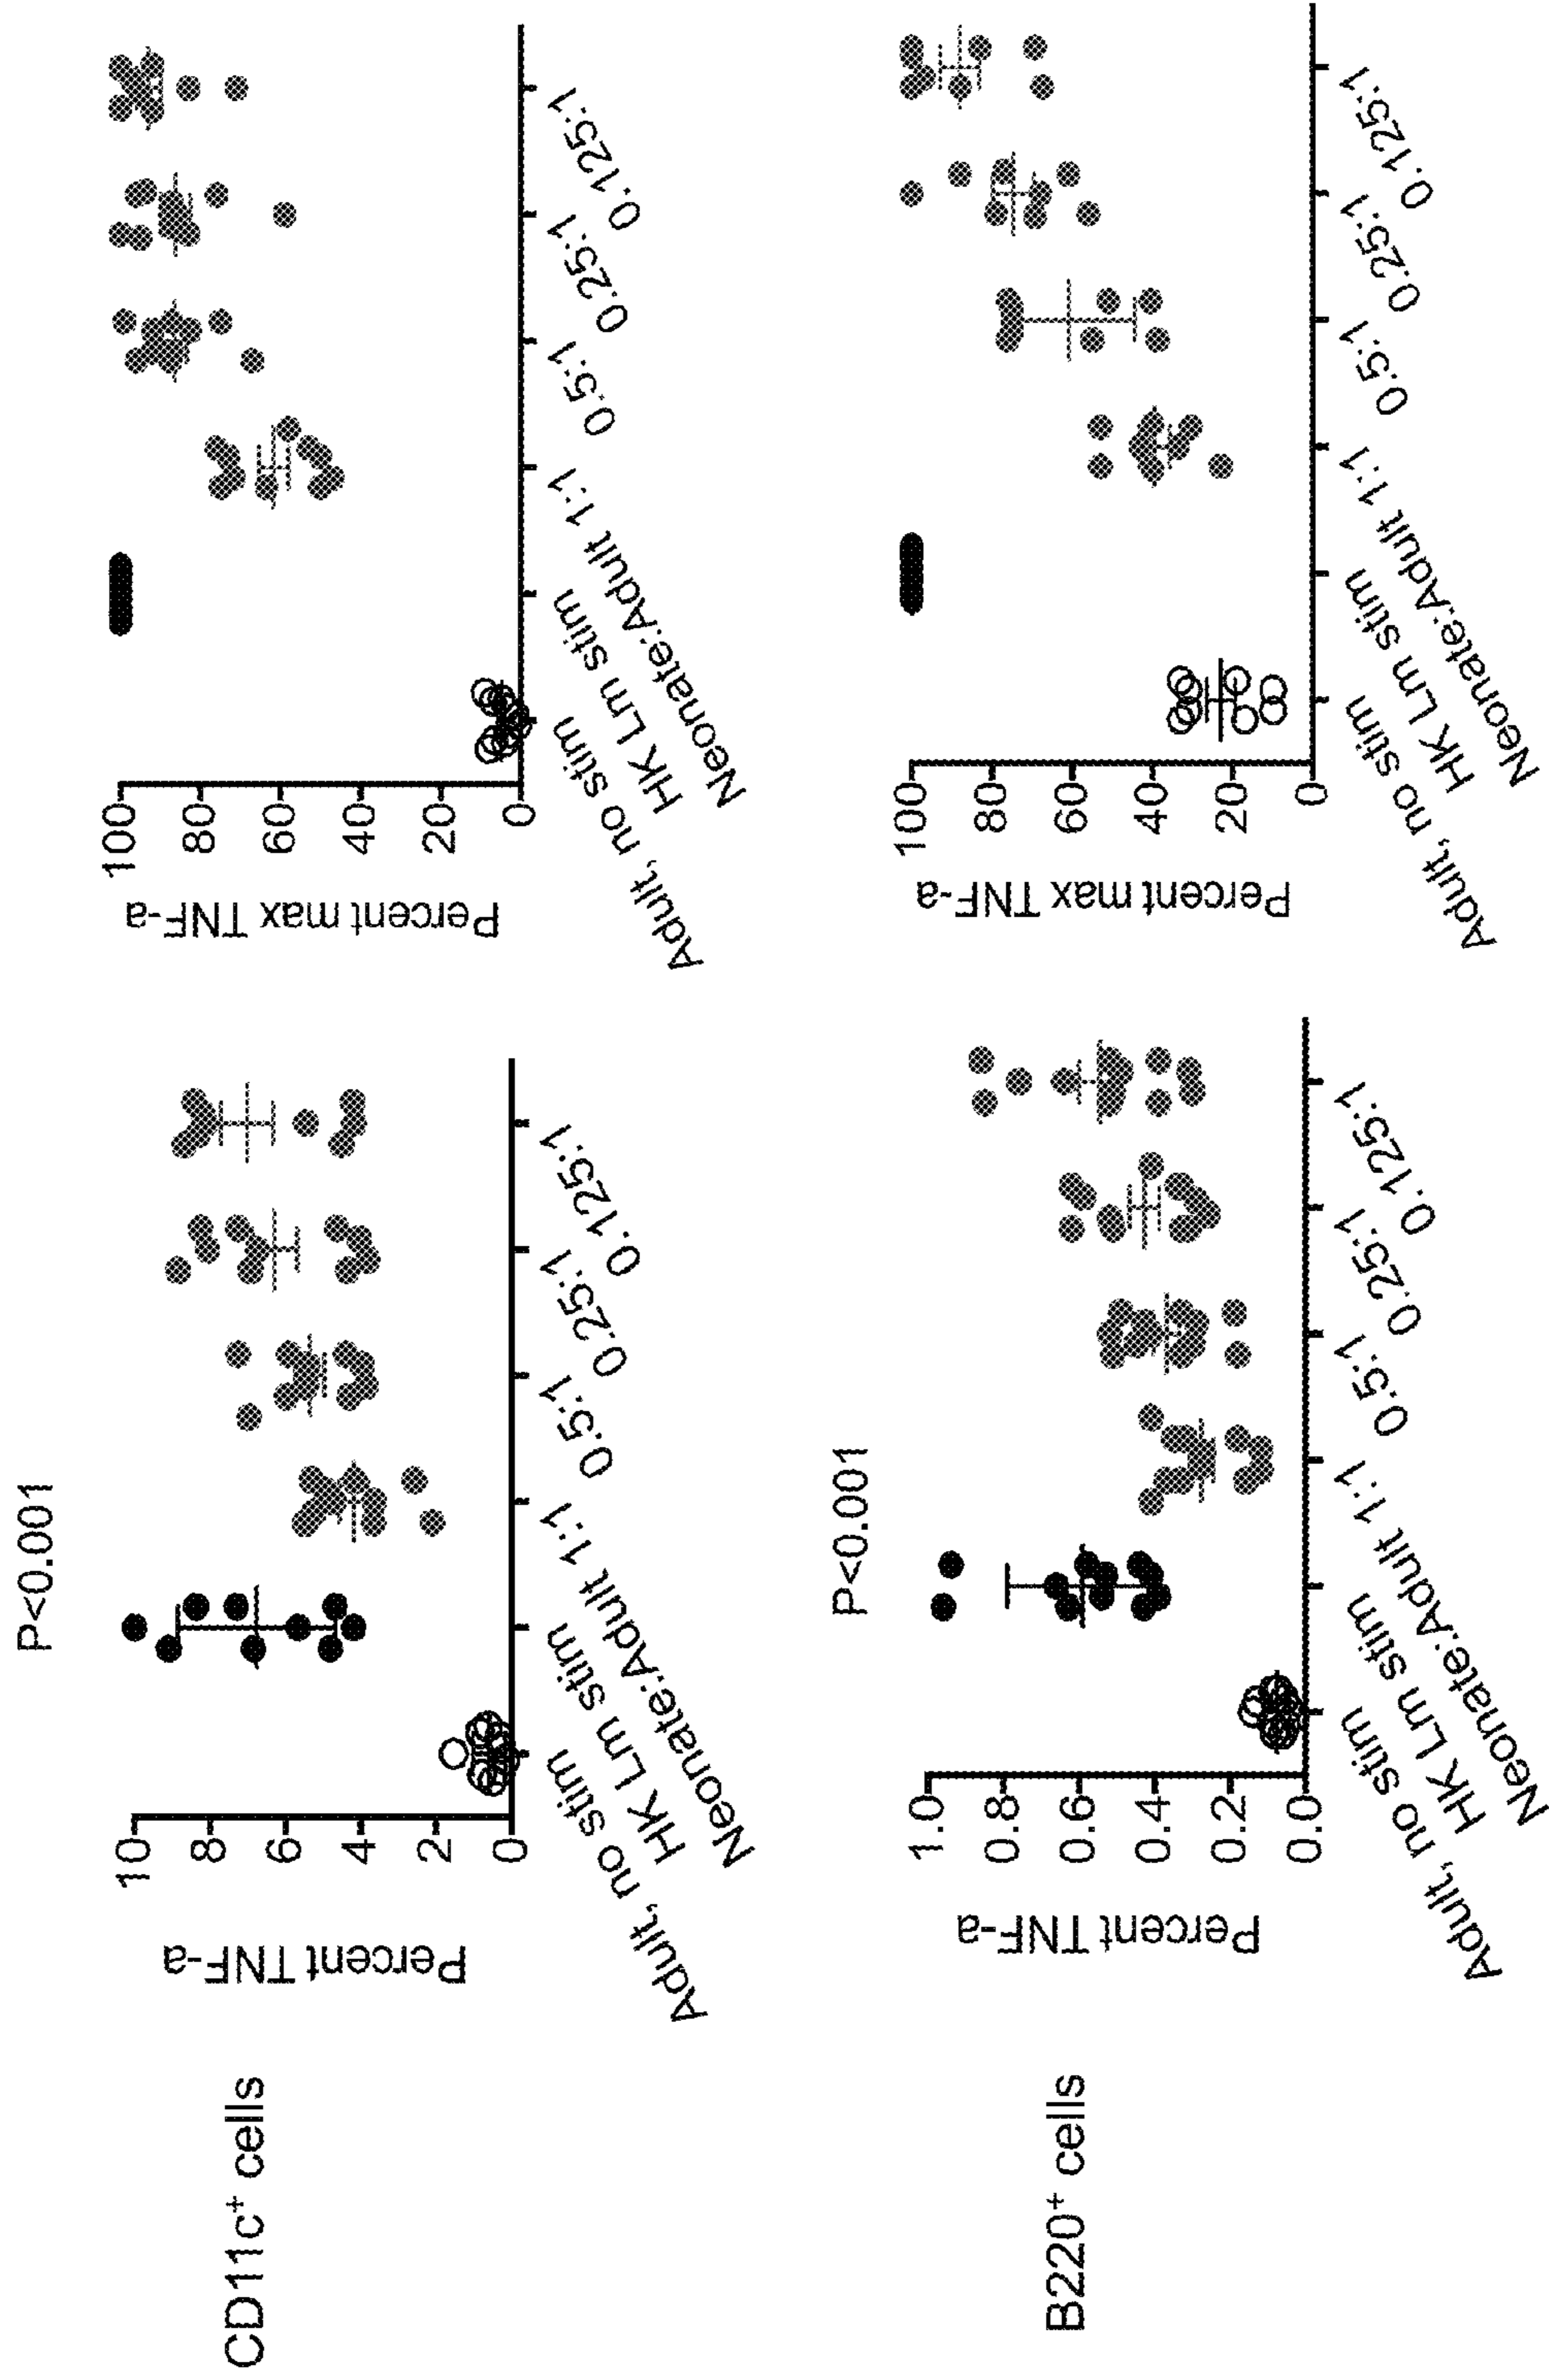 CD11c⁺ cells
P<0.001
Percent TNF-a
10
8
6
4
2
0
Adult, no stim
HK Lm stim
Neonate:Adult 1:1
0.5:1
0.25:1
0.125:1
Percent max TNF-a
100
80
60
40
20
0
Adult, no stim
HK Lm stim
Neonate:Adult 1:1
0.5:1
0.25:1
0.125:1
B220⁺ cells
P<0.001
Percent TNF-a
1.0
0.8
0.6
0.4
0.2
0.0
Adult, no stim
HK Lm stim
Neonate:Adult 1:1
0.5:1
0.25:1
0.125:1
Percent max TNF-a
100
80
60
40
20
0
Adult, no stim
HK Lm stim
Neonate:Adult 1:1
0.5:1
0.25:1
0.125:1